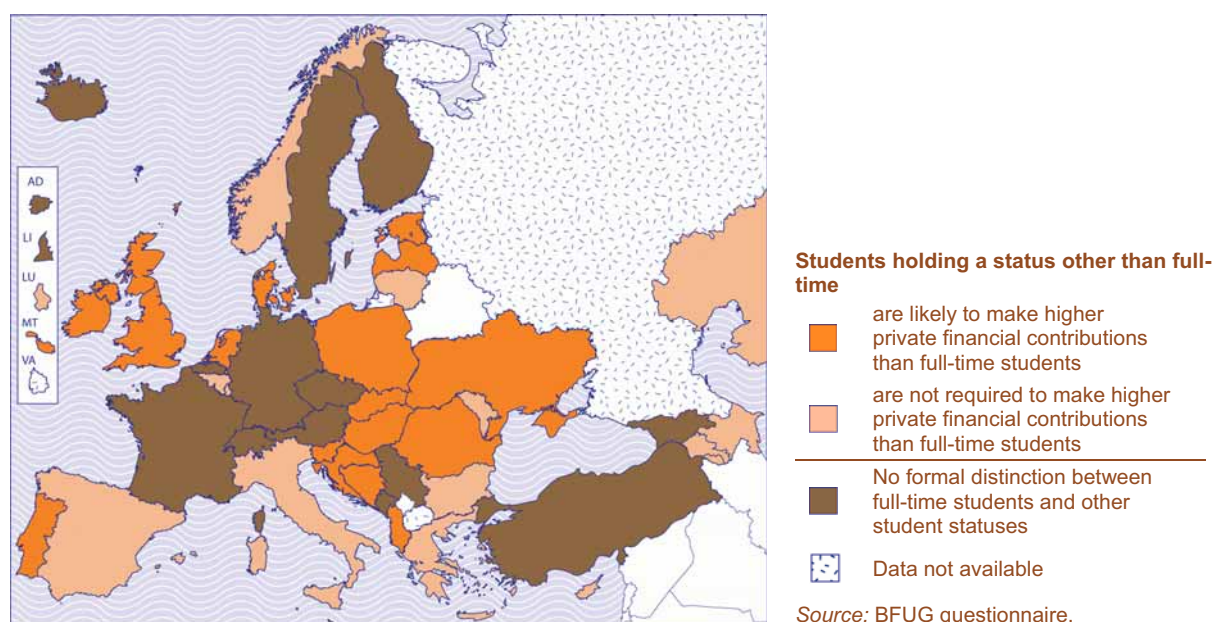 AD
LI
LU
MT
VA
Students holding a status other than full-
time
are likely to make higher
private financial contributions
than full-time students
are not required to make higher
private financial contributions
than full-time students
No formal distinction between
full-time students and other
student statuses
Data not available
Source: BFUG questionnaire.